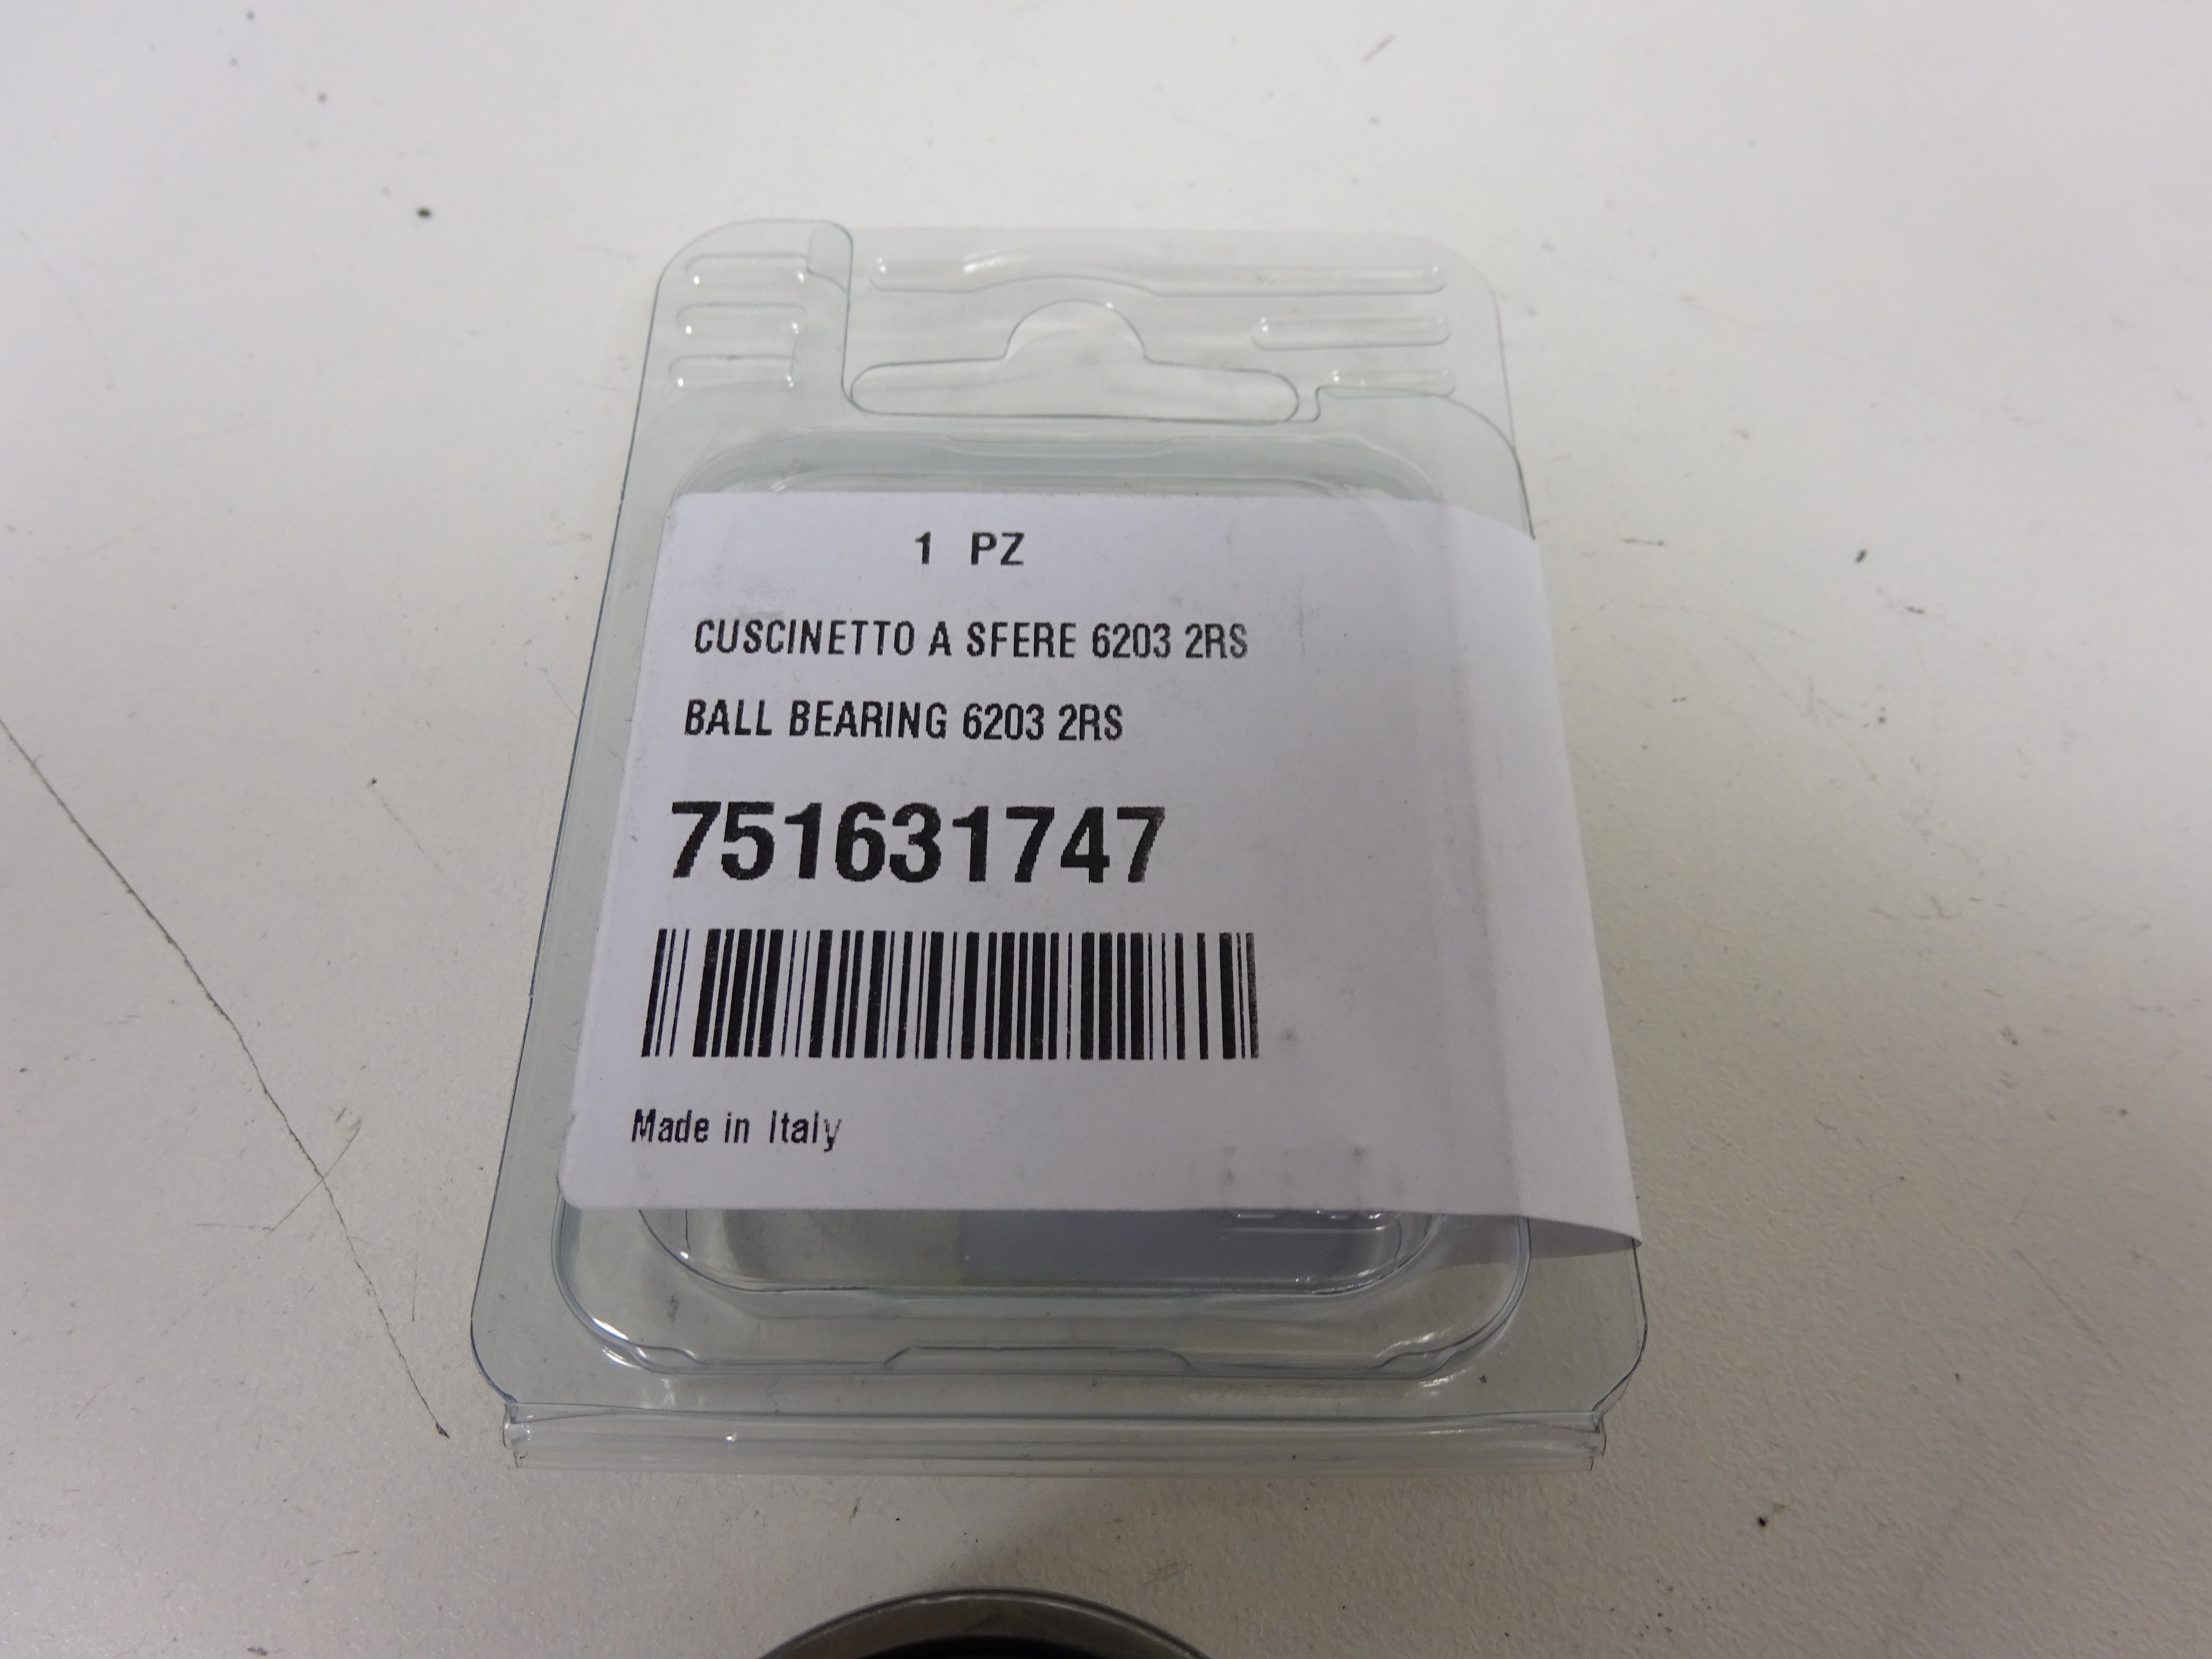 1 PZ
CUSCINETTO A SFERE 6203 2RS
BALL BEARING 6203 2RS
751631747
Made in Italy